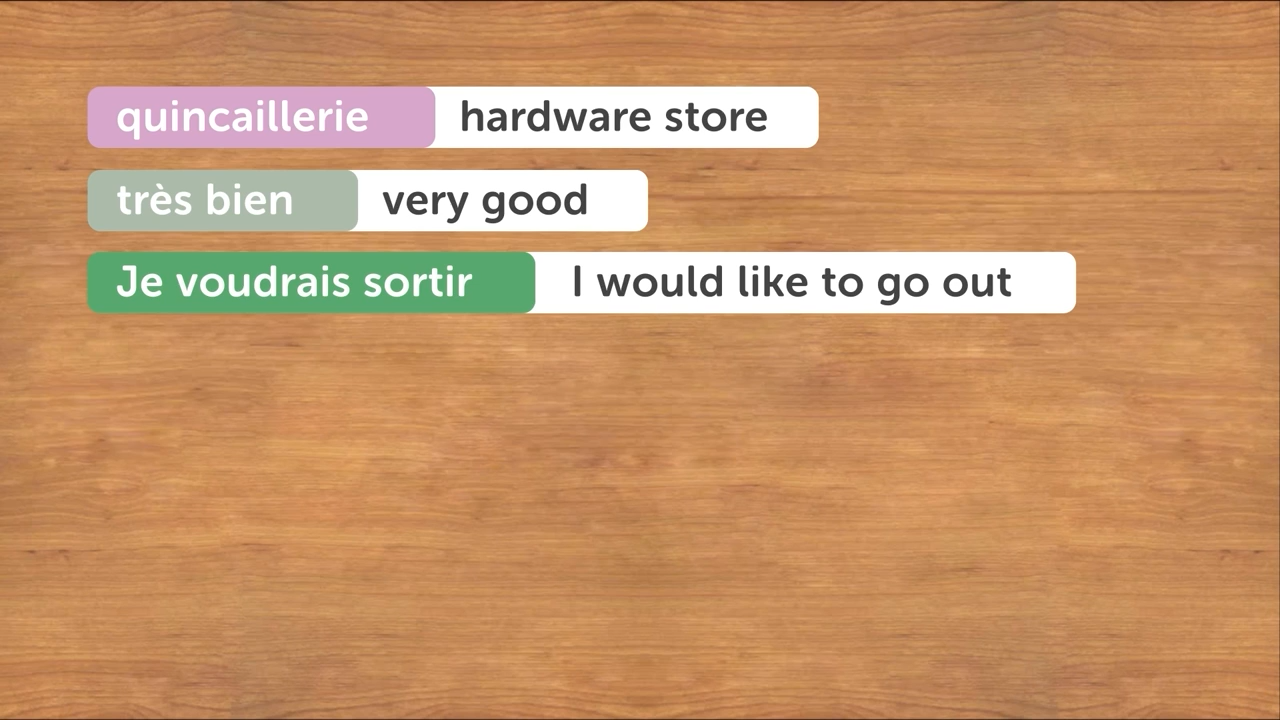 quincaillerie hardware store
très bien very good
Je voudrais sortir I would like to go out